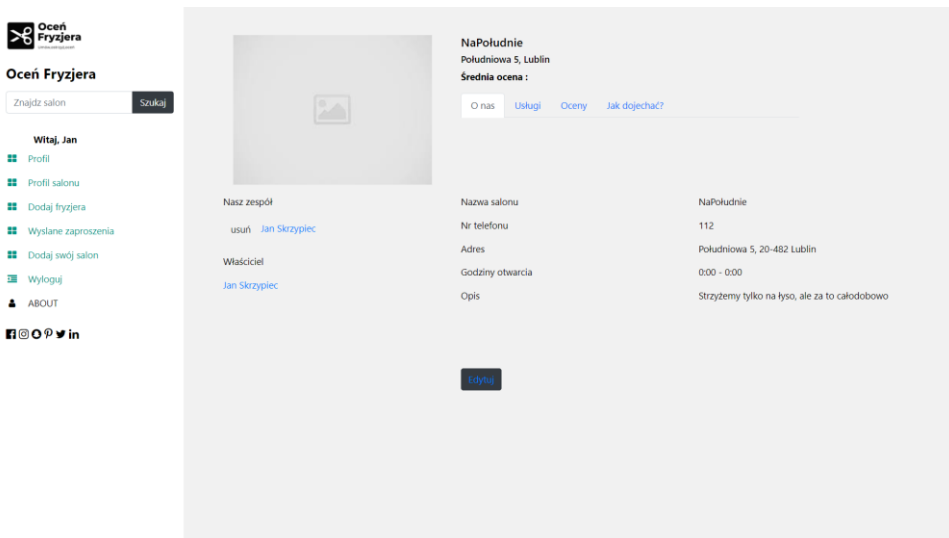 Oceń
Fryzjera
Oceń Fryzjera
Znajdz salon
Szukaj
Witaj, Jan
Profil
Profil salonu
Dodaj fryzjera
Wyslane zaproszenia
Dodaj swój salon
Wyloguj
ABOUT
NaPołudnie
Południowa 5, Lublin
Średnia ocena :
O nas Usługi Oceny Jak dojechać?
Nasz zespół
usuń Jan Skrzypiec
Właściciel
Jan Skrzypiec
Nazwa salonu NaPołudnie
Nr telefonu 112
Adres Południowa 5, 20-482 Lublin
Godziny otwarcia 0:00 - 0:00
Opis Strzyżemy tylko na łyso, ale za to całodobowo
Edytuj